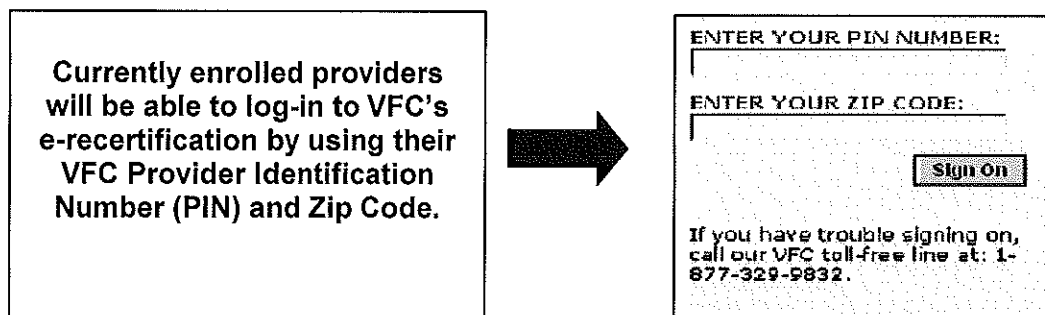 Currently enrolled providers
will be able to log-in to VFC's
e-recertification by using their
VFC Provider Identification
Number (PIN) and Zip Code.
ENTER YOUR PIN NUMBER:
ENTER YOUR ZIP CODE:
Sign On
If you have trouble signing on,
call our VFC toll-free line at: 1-
877-329-9832.